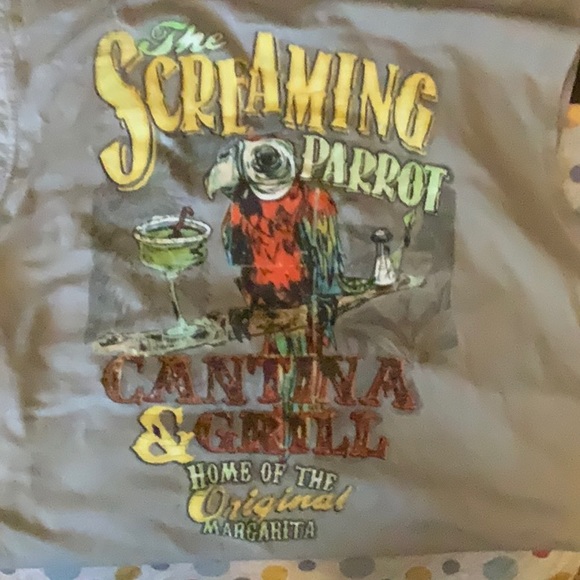 The
SCREAMING
PARROT
CANTINA
& GRILL
HOME OF THE
Original
MARGARITA